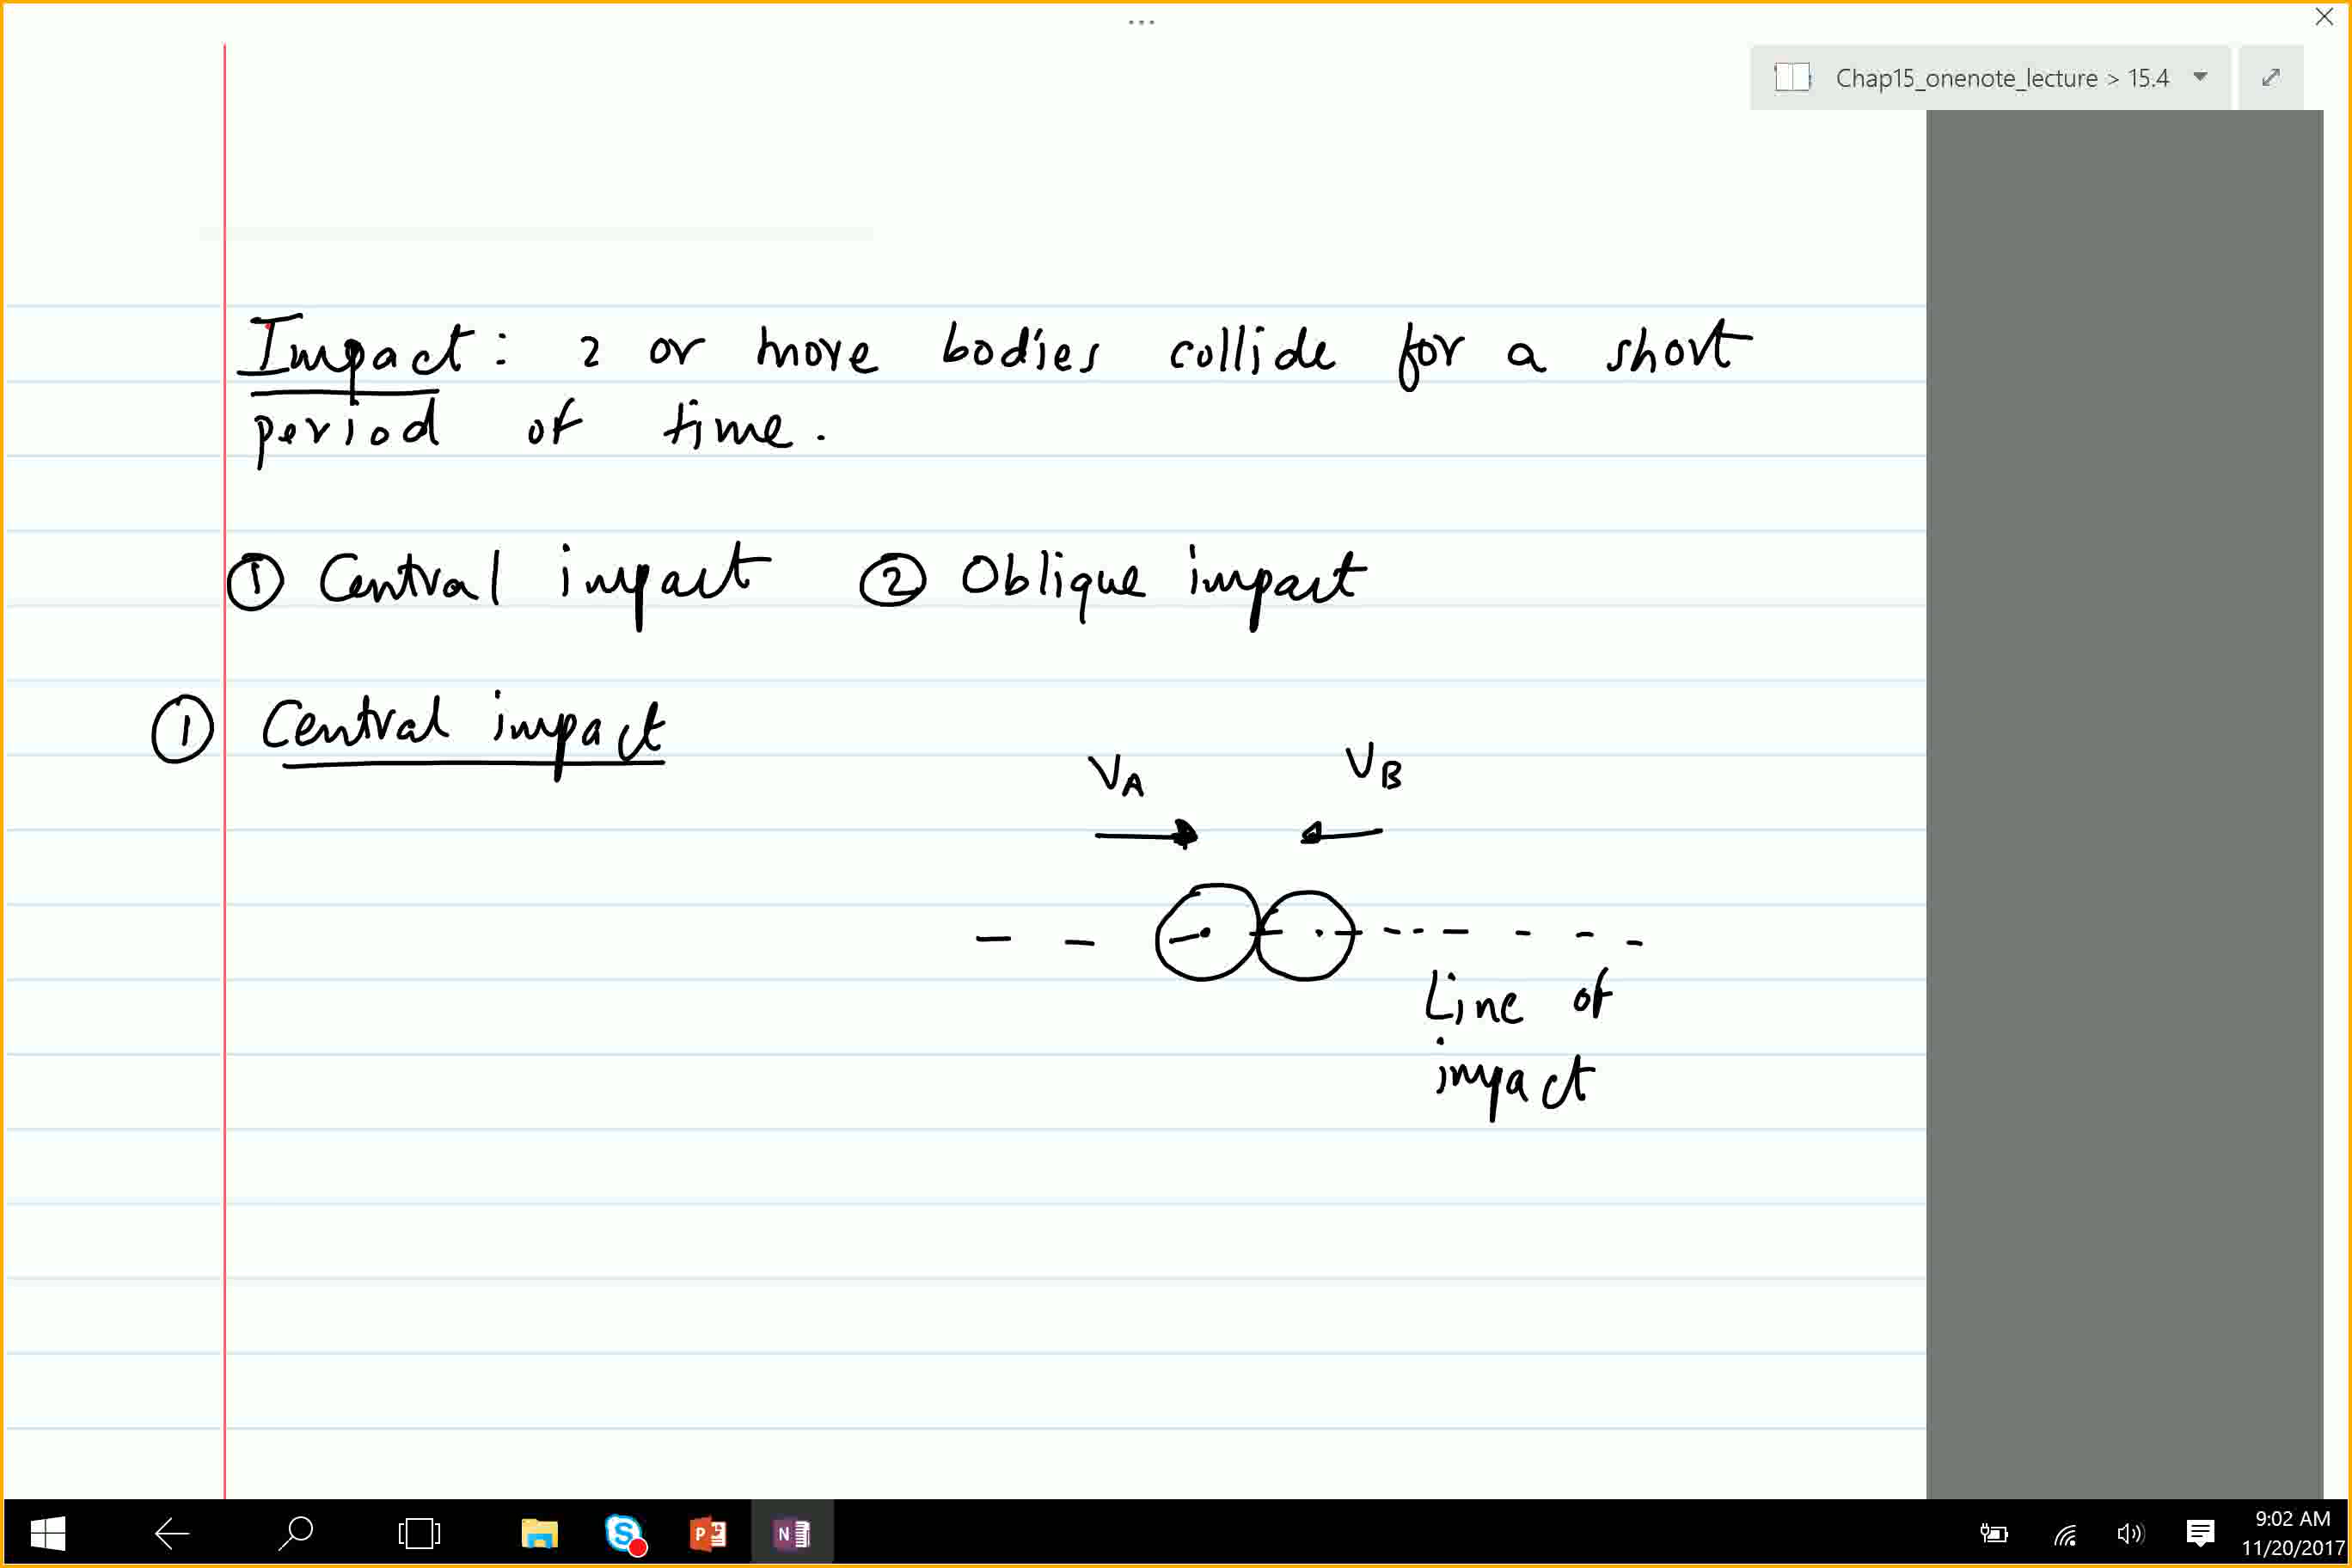 Chap15_onenote_lecture > 15.4
Impact: 2 or more bodies collide for a short
period of time.
① Central impact ② Oblique impact
① Central impact
VA VB
Line of
impact
9:02 AM
11/20/2017